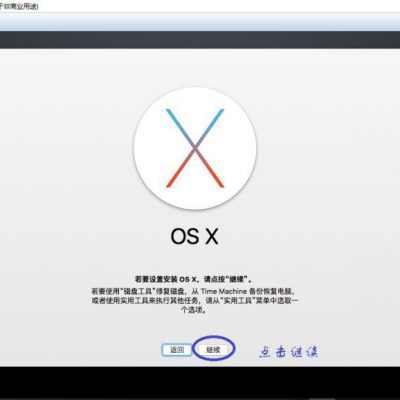 于非商业用途)
OS X
若要设置安装 OS X，请点按“继续”。
若要使用“磁盘工具”修复磁盘，从 Time Machine 备份恢复电脑，
或者使用实用工具来执行其他任务，请从“实用工具”菜单中选取一
个选项。
返回
继续
点击继续